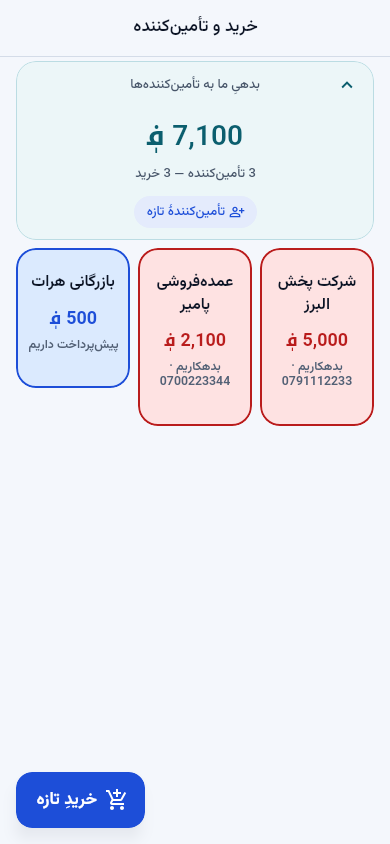 خرید و تأمین‌کننده
بدهیِ ما به تأمین‌کننده‌ها
7,100 ؋
3 تأمین‌کننده — 3 خرید
تأمین‌کنندهٔ تازه
شرکت پخش
البرز
5,000 ؋
بدهکاریم ·
0791112233
عمده‌فروشی
پامیر
2,100 ؋
بدهکاریم ·
0700223344
بازرگانی هرات
500 ؋
پیش‌پرداخت داریم
خریدِ تازه